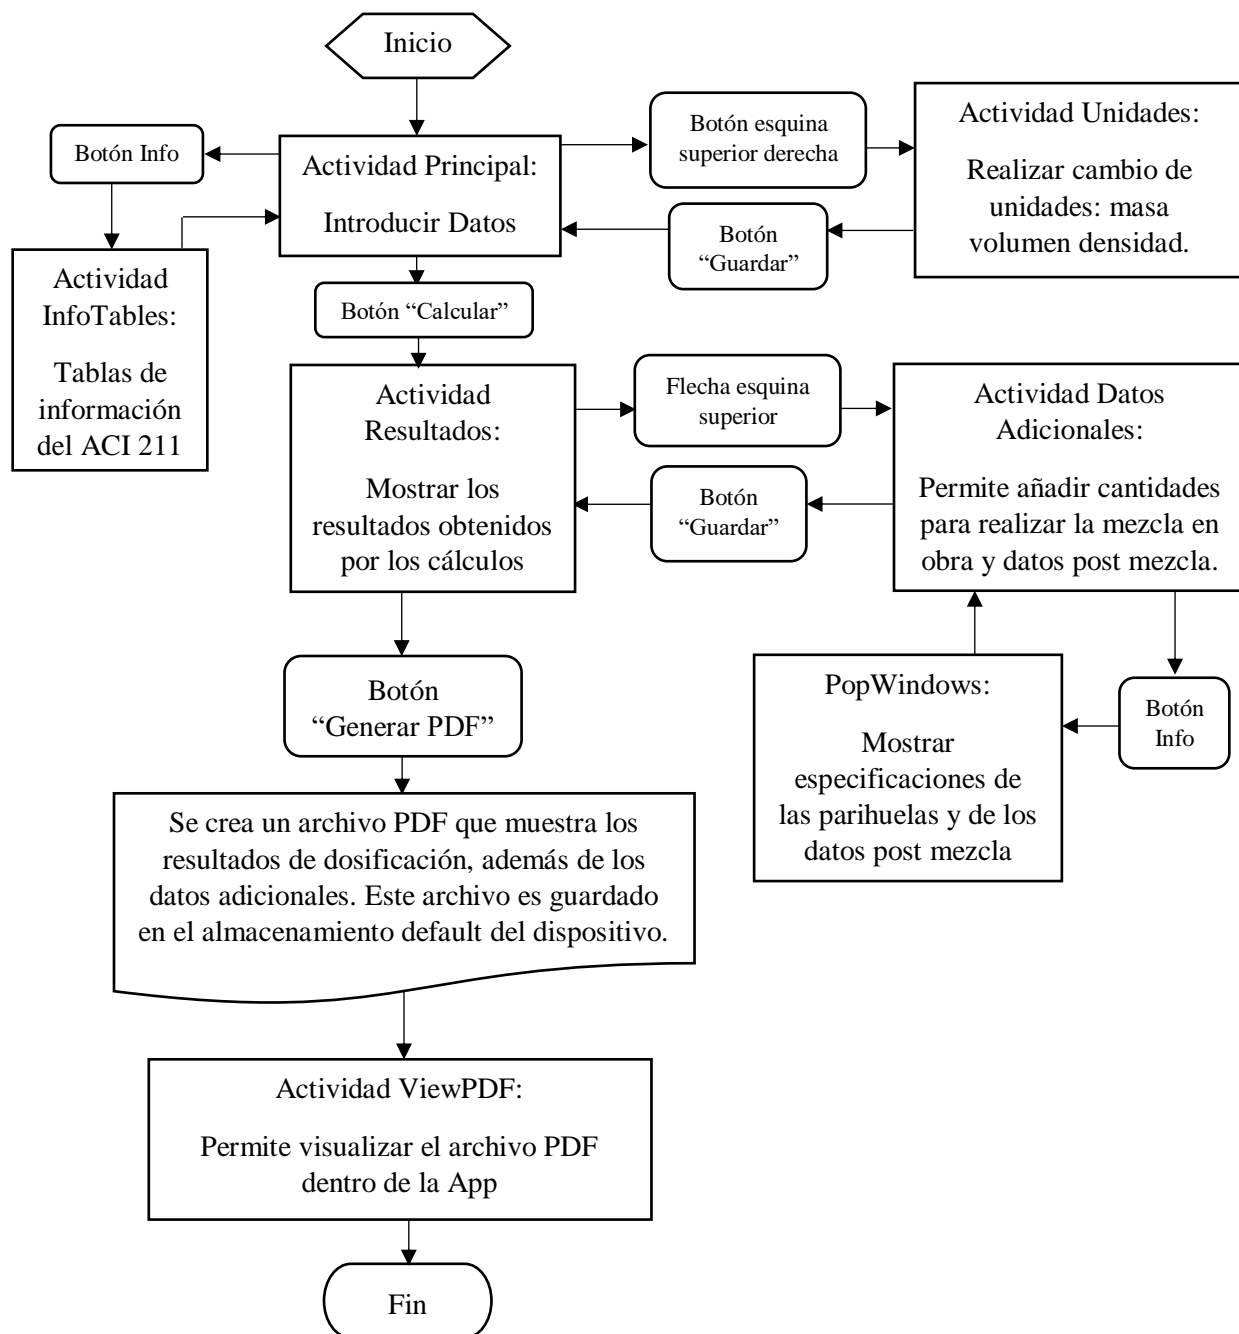 Inicio
Botón Info
Actividad Principal:
Introducir Datos
Botón esquina
superior derecha
Actividad Unidades:
Realizar cambio de
unidades: masa
volumen densidad.
Botón
“Guardar”
Actividad
InfoTables:
Tablas de
información
del ACI 211
Botón “Calcular”
Actividad
Resultados:
Mostrar los
resultados obtenidos
por los cálculos
Flecha esquina
superior
Actividad Datos
Adicionales:
Permite añadir cantidades
para realizar la mezcla en
obra y datos post mezcla.
Botón
“Guardar”
Botón
Info
PopWindows:
Mostrar
especificaciones de
las parihuelas y de los
datos post mezcla
Botón
“Generar PDF”
Se crea un archivo PDF que muestra los
resultados de dosificación, además de los
datos adicionales. Este archivo es guardado
en el almacenamiento default del dispositivo.
Actividad ViewPDF:
Permite visualizar el archivo PDF
dentro de la App
Fin